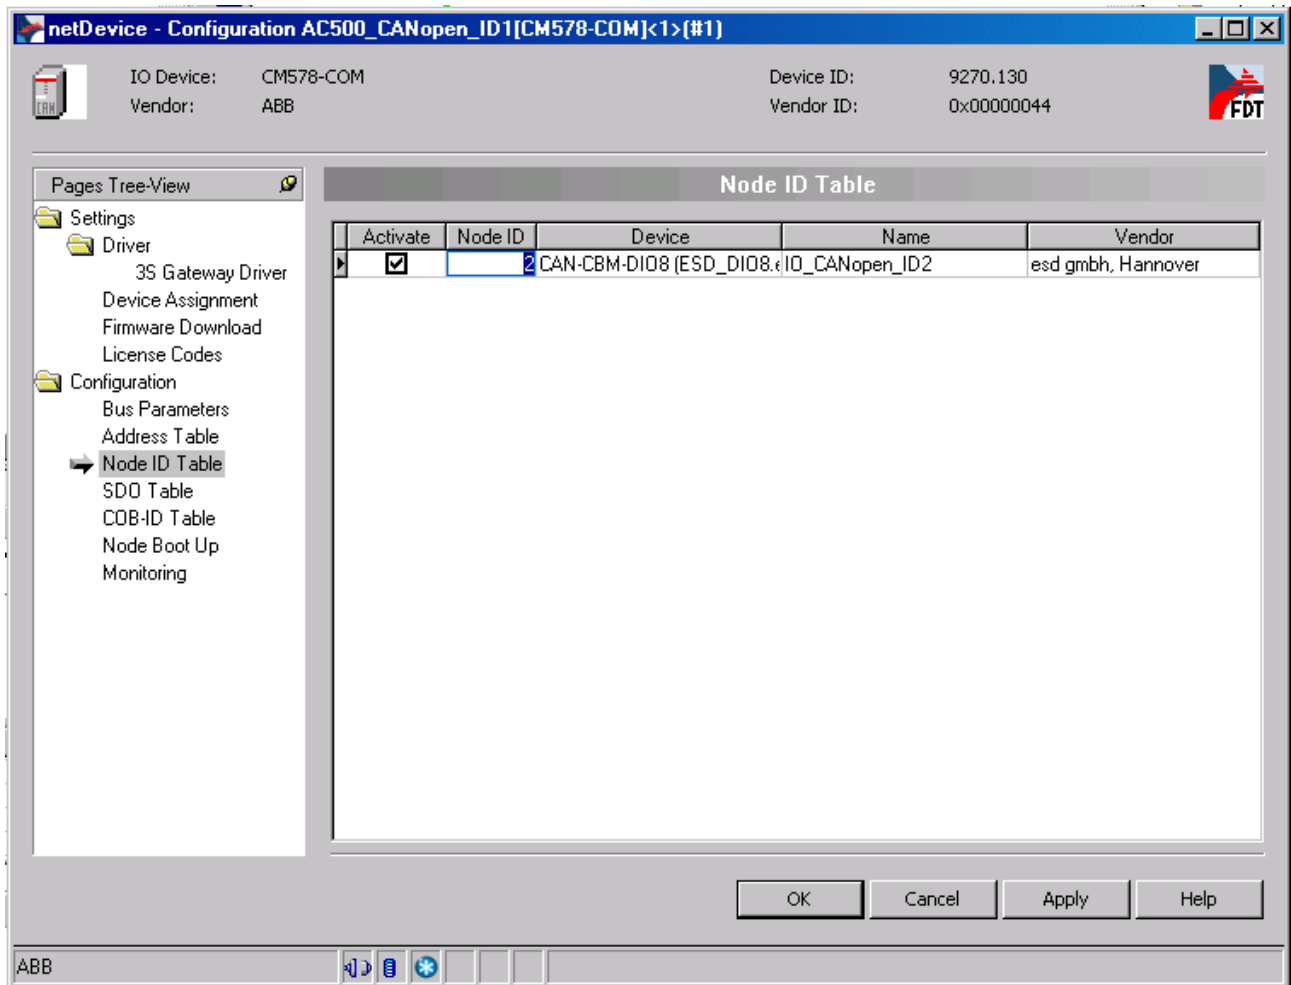 netDevice - Configuration AC500_CANopen_ID1[CM578-COM]<1>(#1)
IO Device: CM578-COM Device ID: 9270.130
Vendor: ABB Vendor ID: 0x00000044
CAN
FDT
Pages Tree-View
Node ID Table
Settings
Driver
3S Gateway Driver
Device Assignment
Firmware Download
License Codes
Configuration
Bus Parameters
Address Table
Node ID Table
SDO Table
COB-ID Table
Node Boot Up
Monitoring
Activate Node ID Device Name Vendor
2 CAN-CBM-DIO8 (ESD_DIO8.e IO_CANopen_ID2 esd gmbh, Hannover
OK Cancel Apply Help
ABB